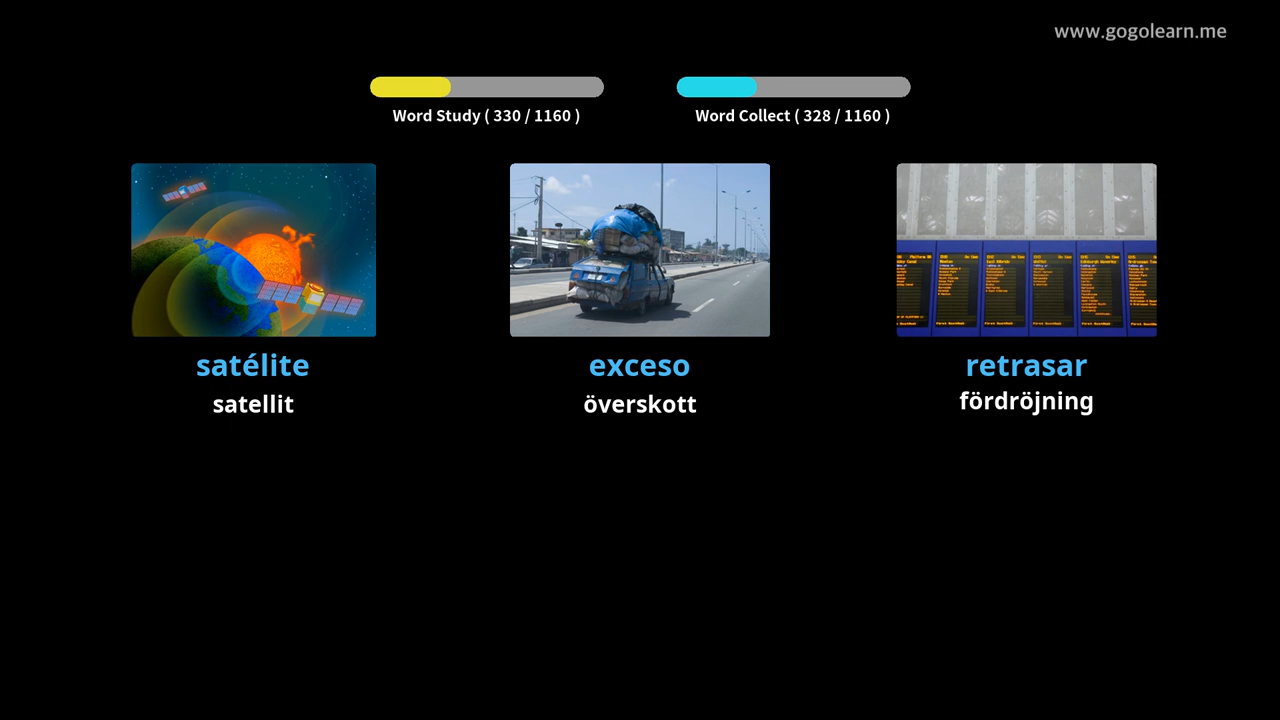 www.gogolearn.me
Word Study ( 330 / 1160 )
Word Collect ( 328 / 1160 )
satélite
satellit
exceso
överskott
retrasar
fördröjning